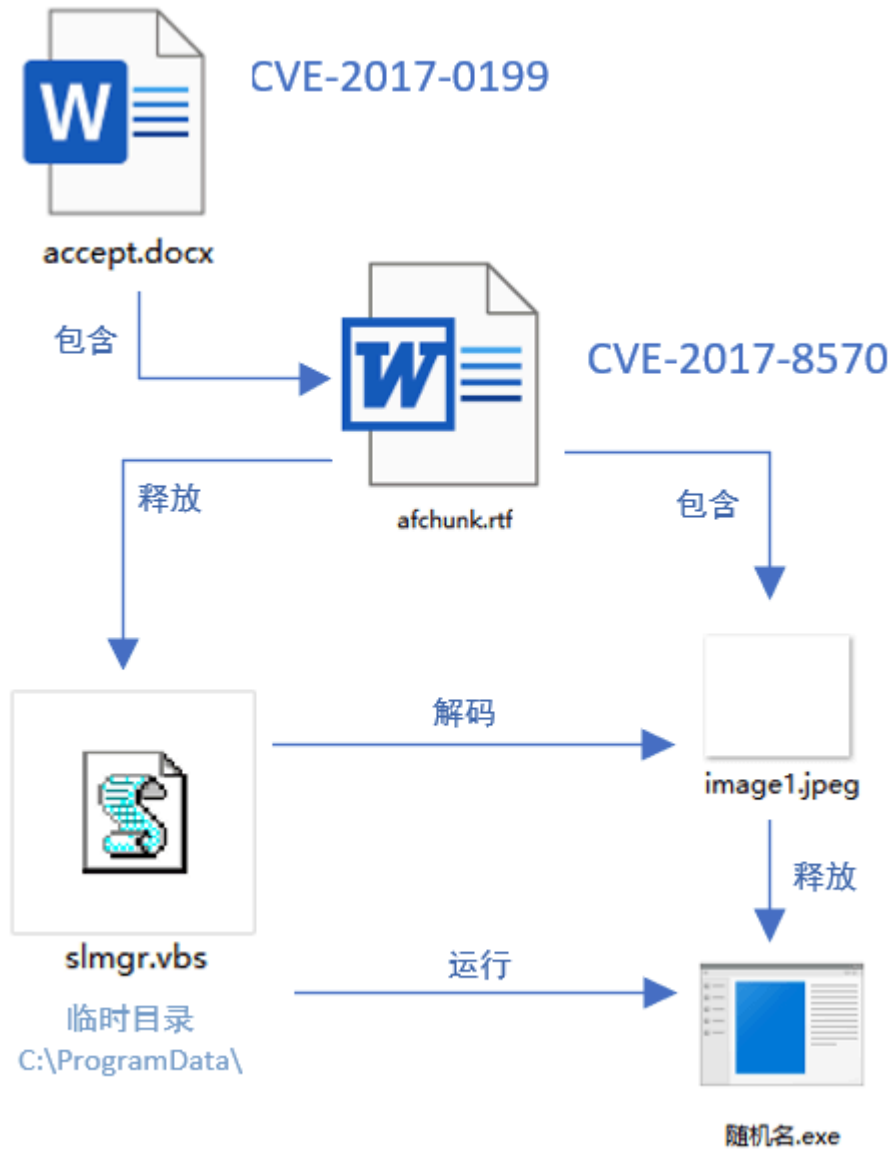 CVE-2017-0199
W
accept.docx
包含
W
CVE-2017-8570
afchunk.rtf
释放
包含
解码
image1.jpeg
slmgr.vbs
释放
临时目录
C:\ProgramData\
运行
随机名.exe